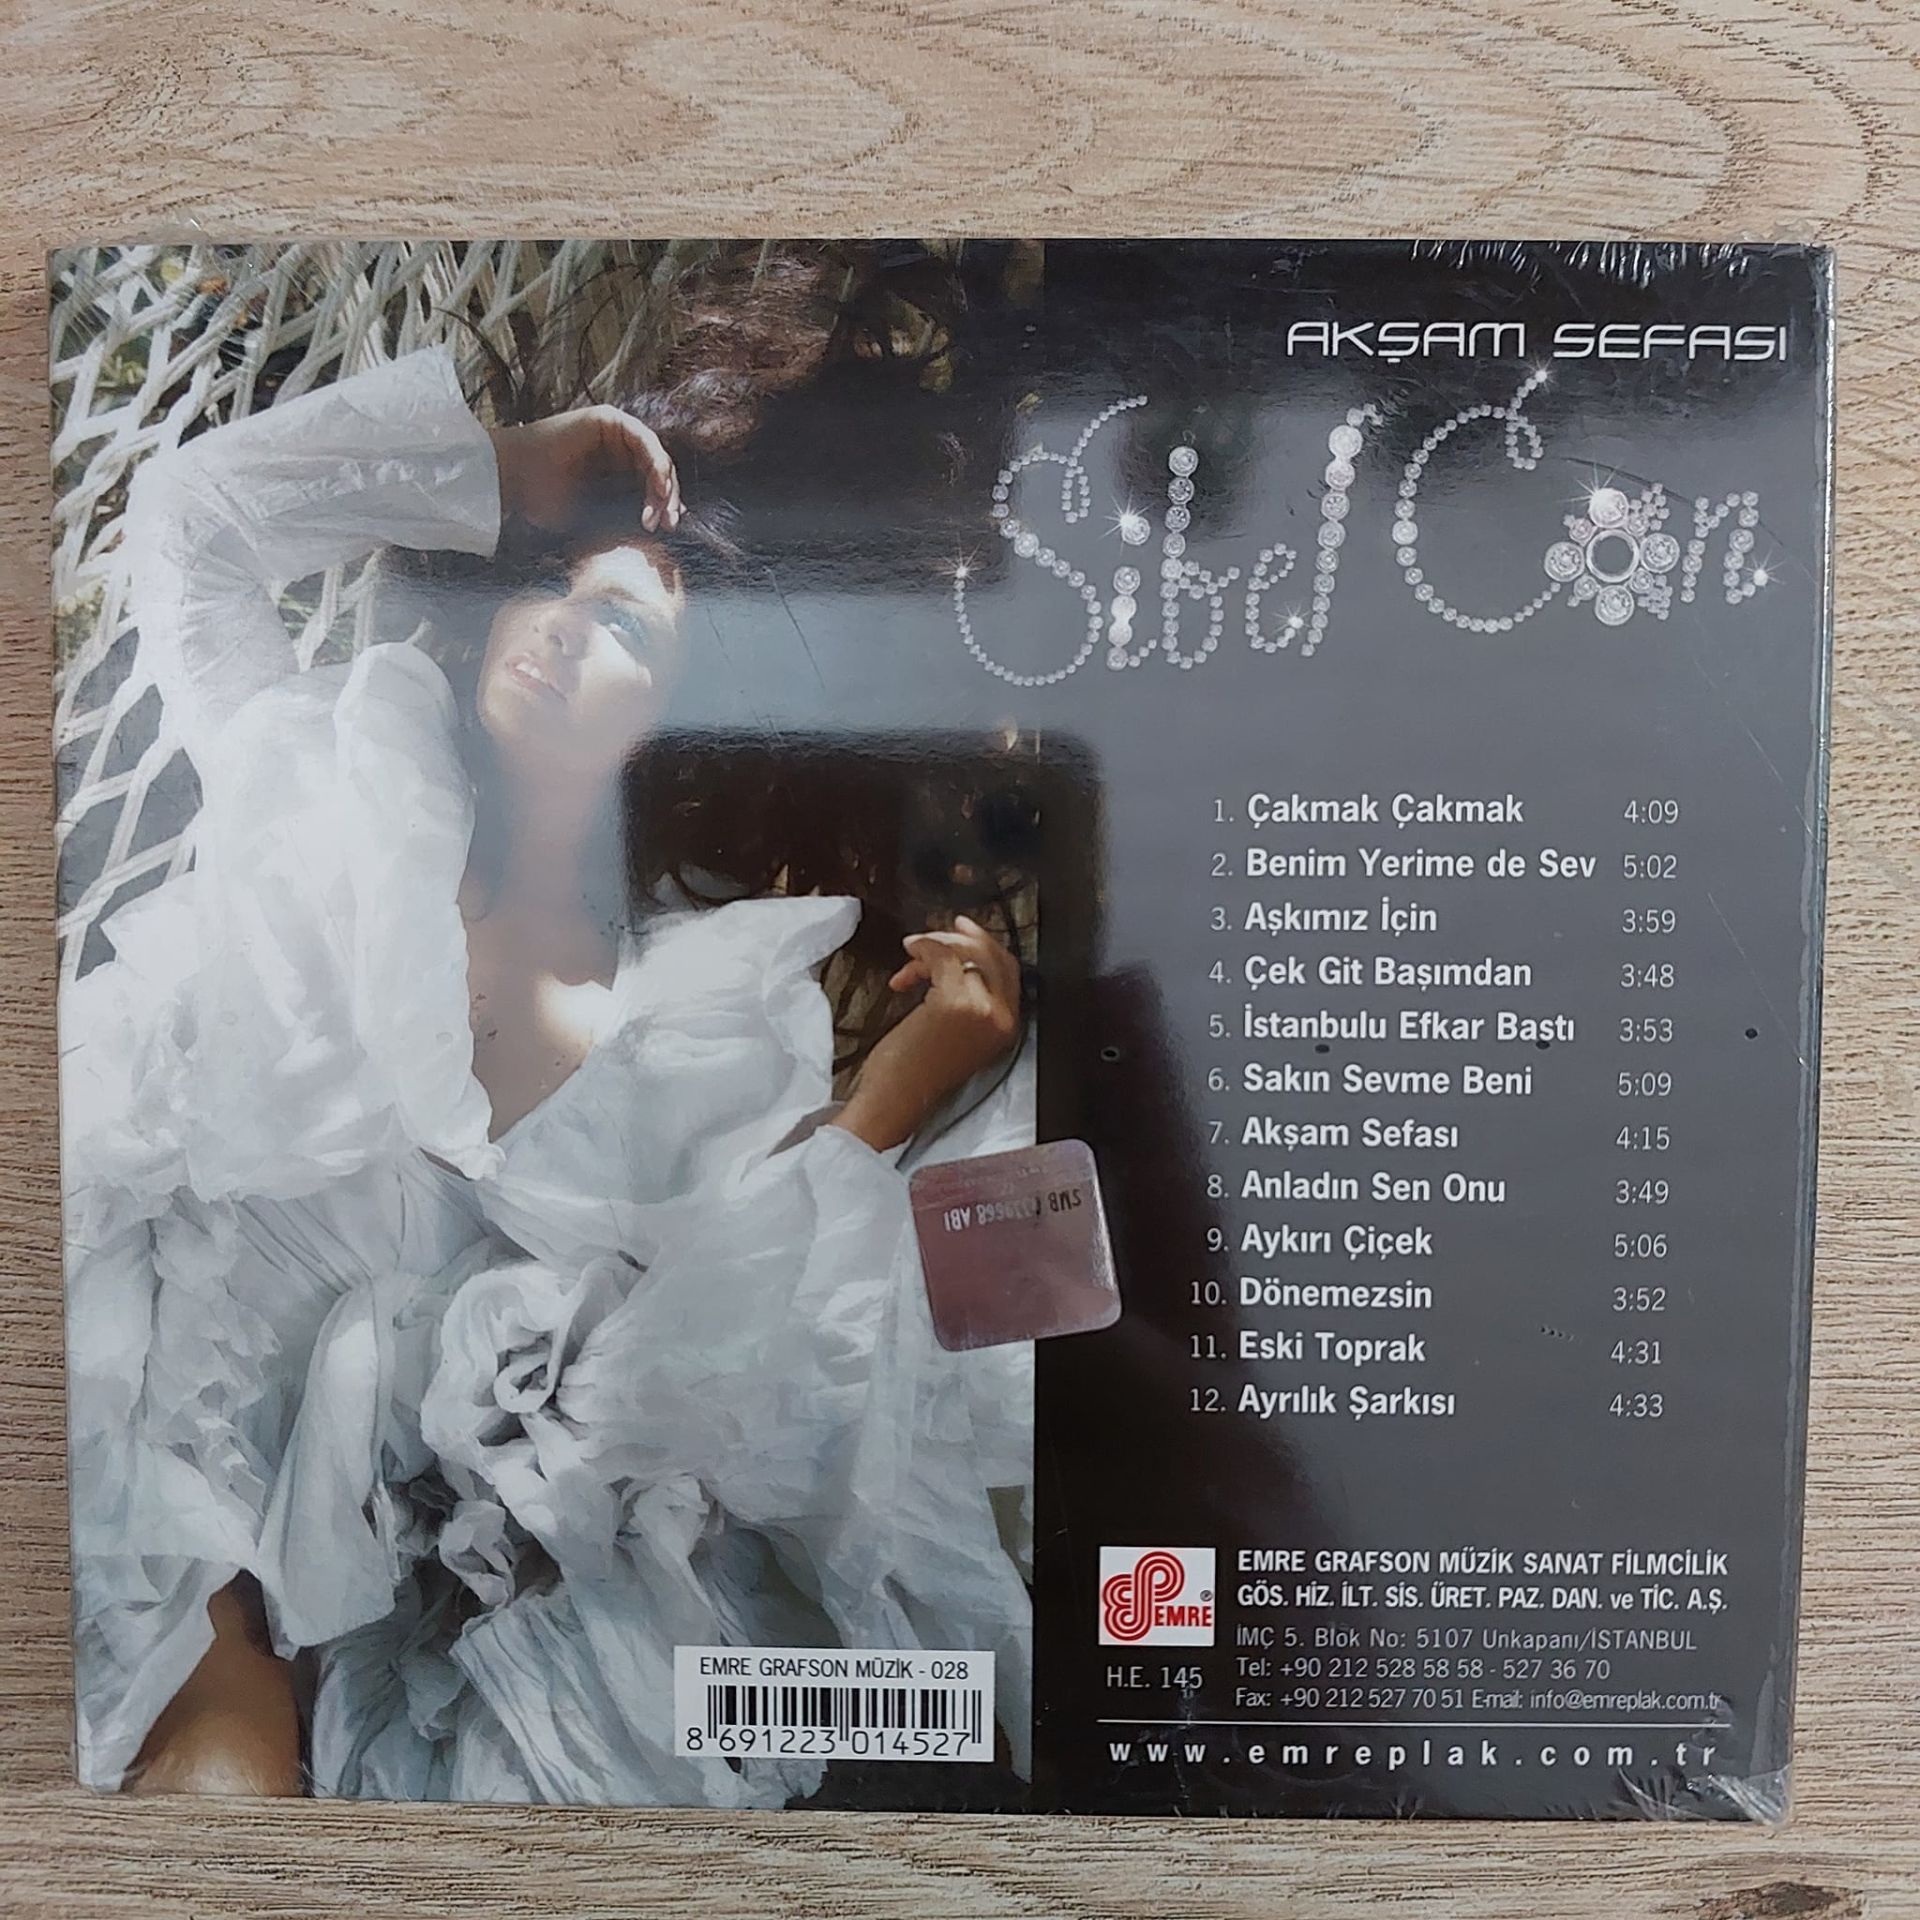 AKŞAM SEFASI
Sibel Can
1. Çakmak Çakmak 4:09
2. Benim Yerime de Sev 5:02
3. Aşkımız İçin 3:59
4. Çek Git Başımdan 3:48
5. İstanbulu Efkar Bastı 3:53
6. Sakın Sevme Beni 5:09
7. Akşam Sefası 4:15
8. Anladın Sen Onu 3:49
9. Aykırı Çiçek 5:06
10. Dönemezsin 3:52
11. Eski Toprak 4:31
12. Ayrılık Şarkısı 4:33
SMB ABI
EMRE ®
H.E. 145
EMRE GRAFSON MÜZİK SANAT FİLMCİLİK
GÖS. HİZ. İLT. SİS. ÜRET. PAZ. DAN. ve TİC. A.Ş.
İMÇ 5. Blok No: 5107 Unkapanı/İSTANBUL
Tel: +90 212 528 58 58 - 527 36 70
Fax: +90 212 527 70 51 E-mail: info@emreplak.com.tr
www.emreplak.com.tr
EMRE GRAFSON MÜZİK - 028
8 691223 014527